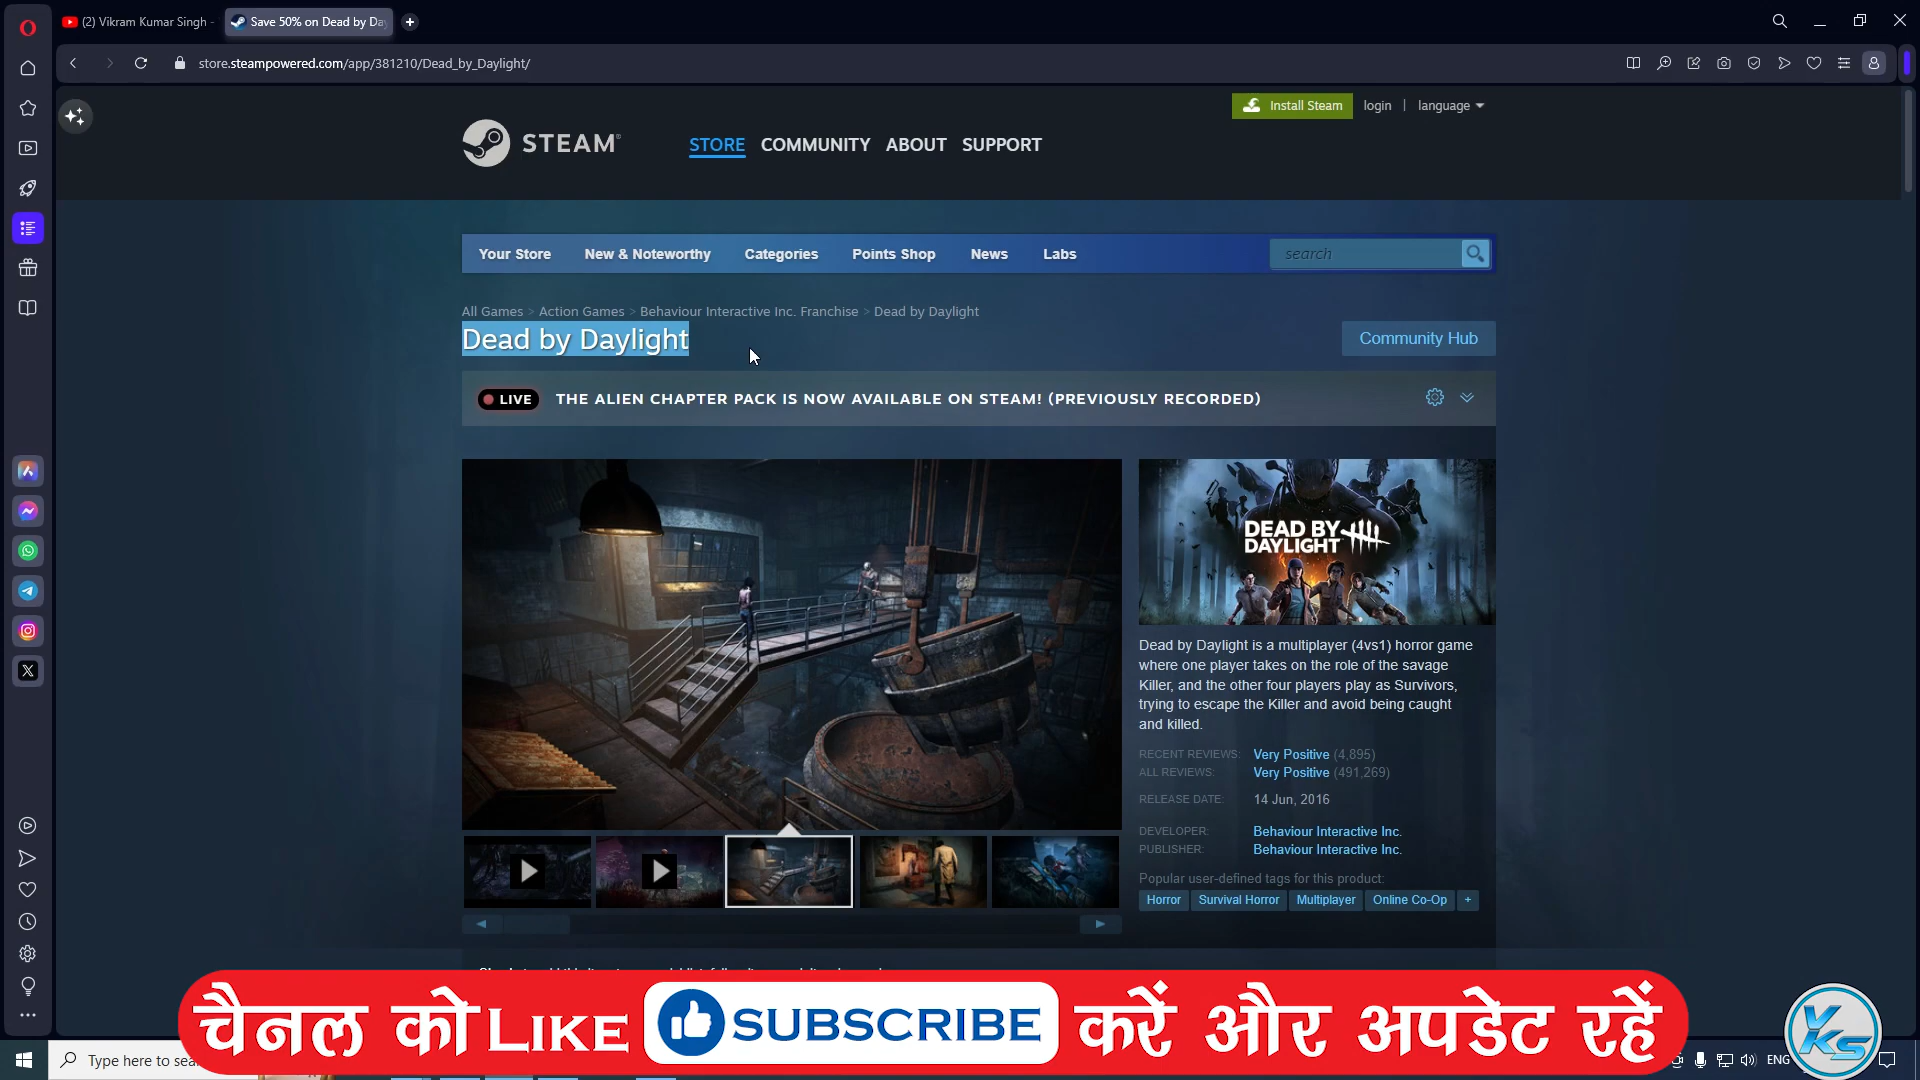 (2) Vikram Kumar Singh -
Save 50% on Dead by Da
store.steampowered.com/app/381210/Dead_by_Daylight/
Install Steam
login | language
STEAM®
STORE COMMUNITY ABOUT SUPPORT
Your Store New & Noteworthy Categories Points Shop News Labs
search
All Games > Action Games > Behaviour Interactive Inc. Franchise > Dead by Daylight
Dead by Daylight
Community Hub
LIVE THE ALIEN CHAPTER PACK IS NOW AVAILABLE ON STEAM! (PREVIOUSLY RECORDED)
DEAD BY
DAYLIGHT
Dead by Daylight is a multiplayer (4vs1) horror game
where one player takes on the role of the savage
Killer, and the other four players play as Survivors,
trying to escape the Killer and avoid being caught
and killed.
RECENT REVIEWS: Very Positive (4,895)
ALL REVIEWS: Very Positive (491,269)
RELEASE DATE: 14 Jun, 2016
DEVELOPER: Behaviour Interactive Inc.
PUBLISHER: Behaviour Interactive Inc.
Popular user-defined tags for this product:
Horror Survival Horror Multiplayer Online Co-Op +
चैनल को LIKE SUBSCRIBE करें और अपडेट रहें
Type here to sea
ENG
VKS